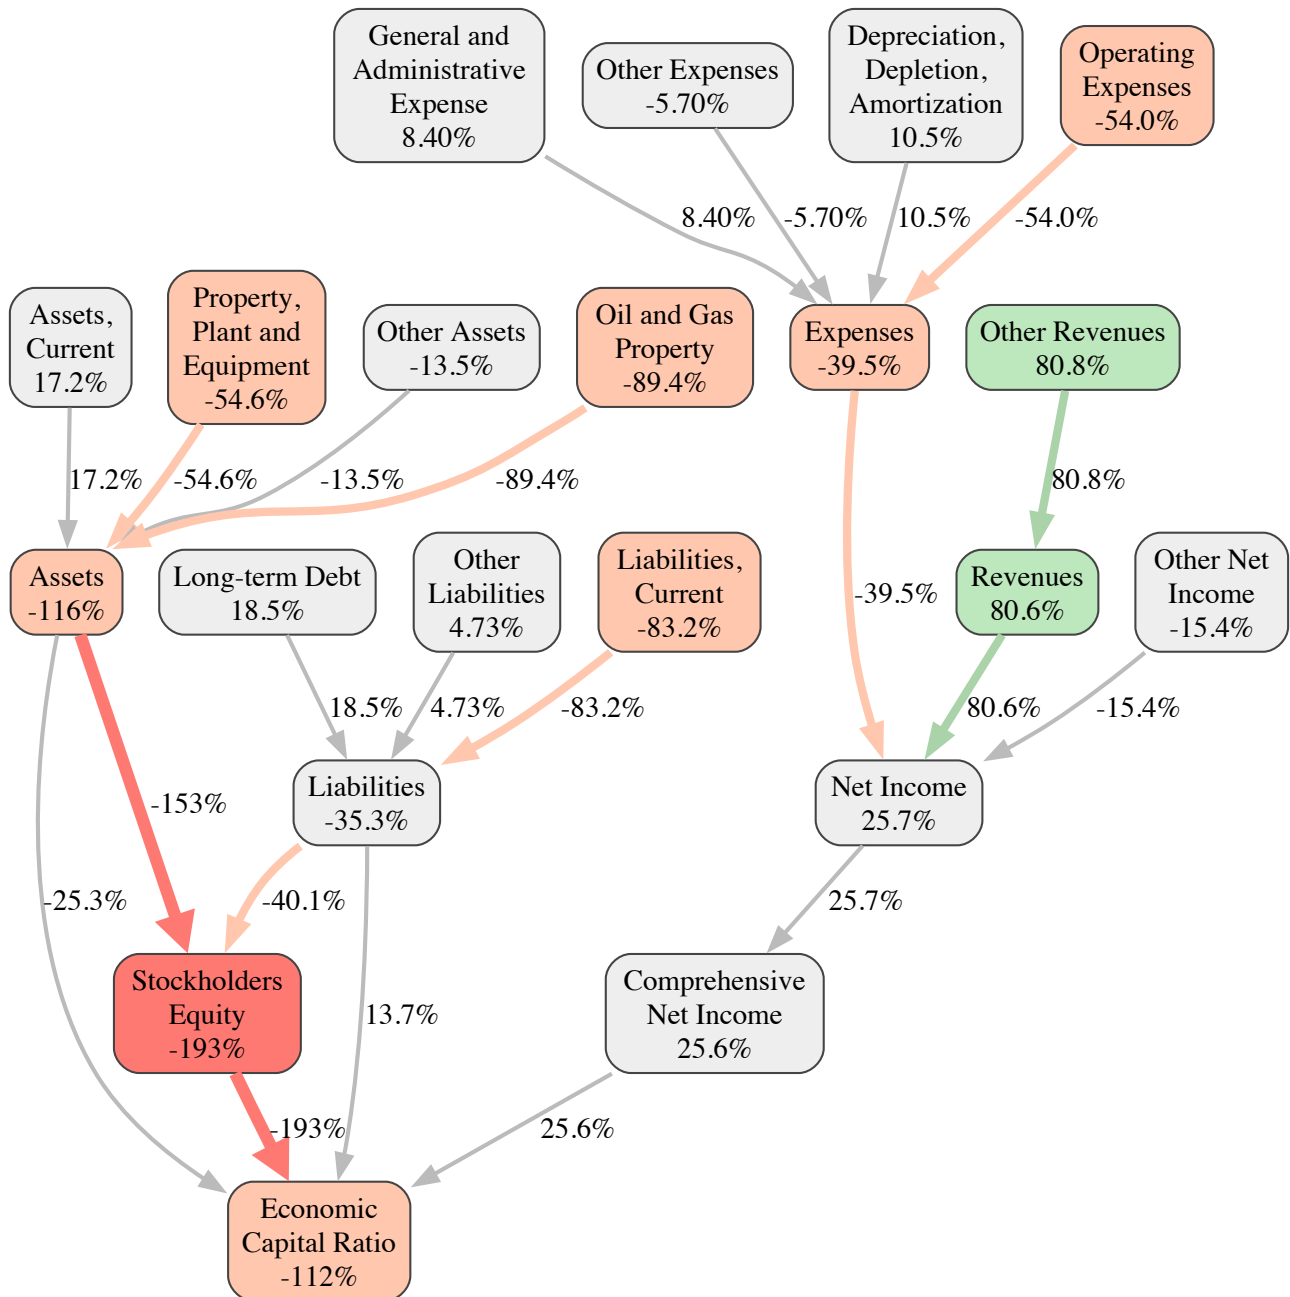 General and
Administrative
Expense
8.40%
Other Expenses
-5.70%
Depreciation,
Depletion,
Amortization
10.5%
Operating
Expenses
-54.0%
8.40%
-5.70%
10.5%
-54.0%
Assets,
Current
17.2%
Property,
Plant and
Equipment
-54.6%
Other Assets
-13.5%
Oil and Gas
Property
-89.4%
Expenses
-39.5%
Other Revenues
80.8%
17.2%
-54.6%
-13.5%
-89.4%
80.8%
Assets
-116%
Long-term Debt
18.5%
Other
Liabilities
4.73%
Liabilities,
Current
-83.2%
-39.5%
Revenues
80.6%
Other Net
Income
-15.4%
18.5%
4.73%
-83.2%
80.6%
-15.4%
-153%
Liabilities
-35.3%
Net Income
25.7%
-25.3%
-40.1%
25.7%
Stockholders
Equity
-193%
13.7%
Comprehensive
Net Income
25.6%
-193%
25.6%
Economic
Capital Ratio
-112%